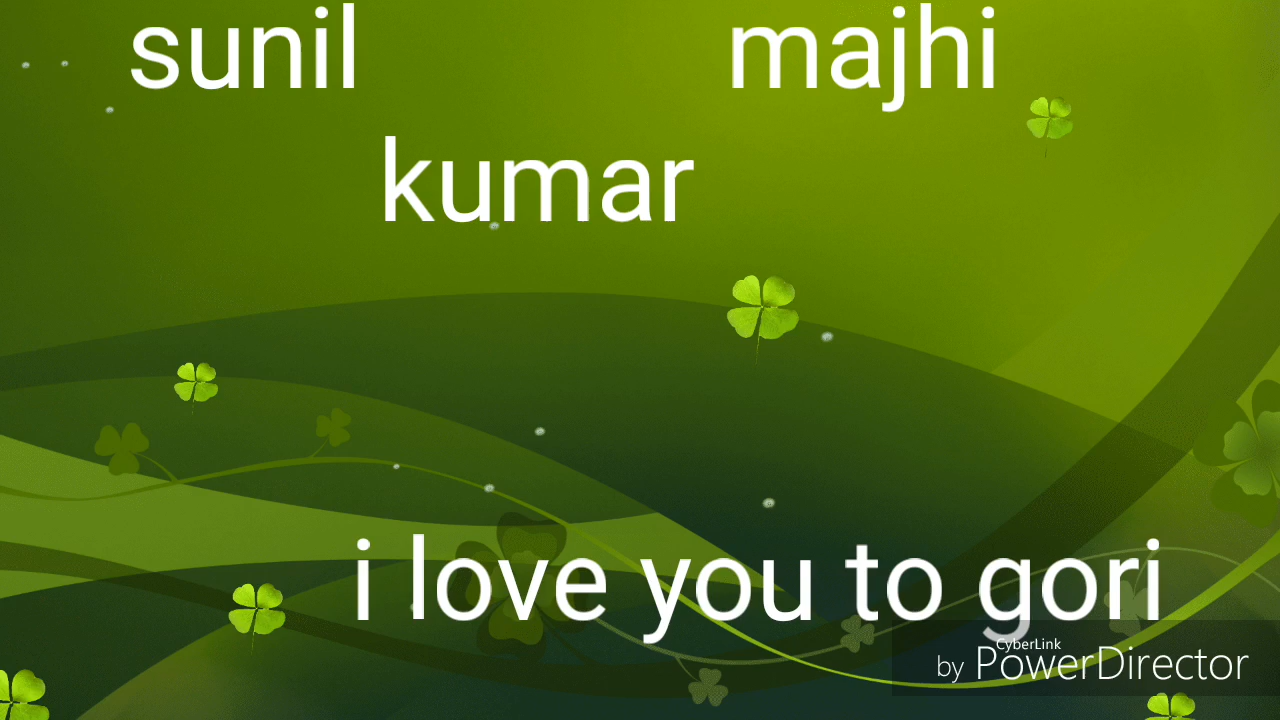 sunil majhi
kumar
i love you to gori
CyberLink
by PowerDirector